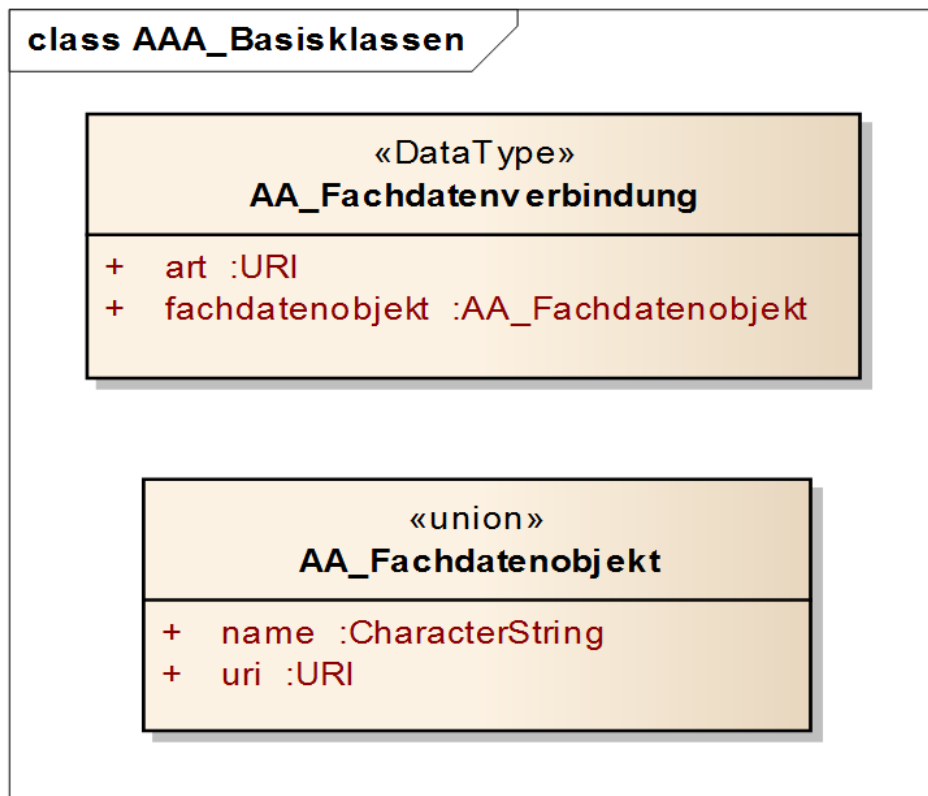 class AAA_Basisklassen
«DataType»
AA_Fachdatenverbindung
+ art :URI
+ fachdatenobjekt :AA_Fachdatenobjekt
«union»
AA_Fachdatenobjekt
+ name :CharacterString
+ uri :URI